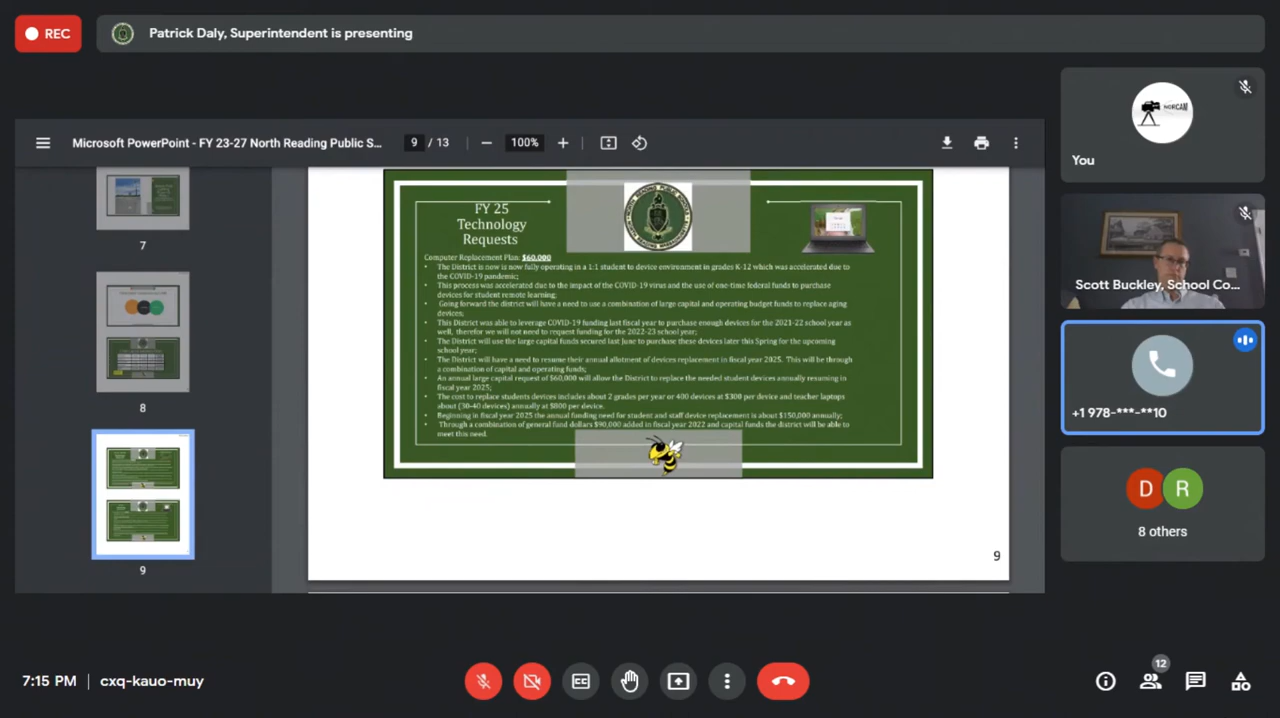 REC
Patrick Daly, Superintendent is presenting
Microsoft PowerPoint - FY 23-27 North Reading Public S...
9 / 13
100%
7
8
9
FY 25
Technology
Requests
Computer Replacement Plan: $60,000
• The District is now is now fully operating in a 1:1 student to device environment in grades K-12 which was accelerated due to
the COVID-19 pandemic;
• This process was accelerated due to the impact of the COVID-19 virus and the use of one-time federal funds to purchase
devices for student remote learning;
• Going forward the district will have a need to use a combination of large capital and operating budget funds to replace aging
devices;
• This District was able to leverage COVID-19 funding last fiscal year to purchase enough devices for the 2021-22 school year as
well, therefor we will not need to request funding for the 2022-23 school year;
• The District will use the large capital funds secured last June to purchase these devices later this Spring for the upcoming
school year;
• The District will have a need to resume their annual allotment of devices replacement in fiscal year 2025. This will be through
a combination of capital and operating funds;
• An annual large capital request of $60,000 will allow the District to replace the needed student devices annually resuming in
fiscal year 2025;
• The cost to replace students devices includes about 2 grades per year or 400 devices at $300 per device and teacher laptops
about (30-40 devices) annually at $800 per device.
• Beginning in fiscal year 2025 the annual funding need for student and staff device replacement is about $150,000 annually;
• Through a combination of general fund dollars $90,000 added in fiscal year 2022 and capital funds the district will be able to
meet this need.
9
NORCAM
You
Scott Buckley, School Co...
+1 978-***-**10
D R
8 others
7:15 PM | cxq-kauo-muy
CC
12